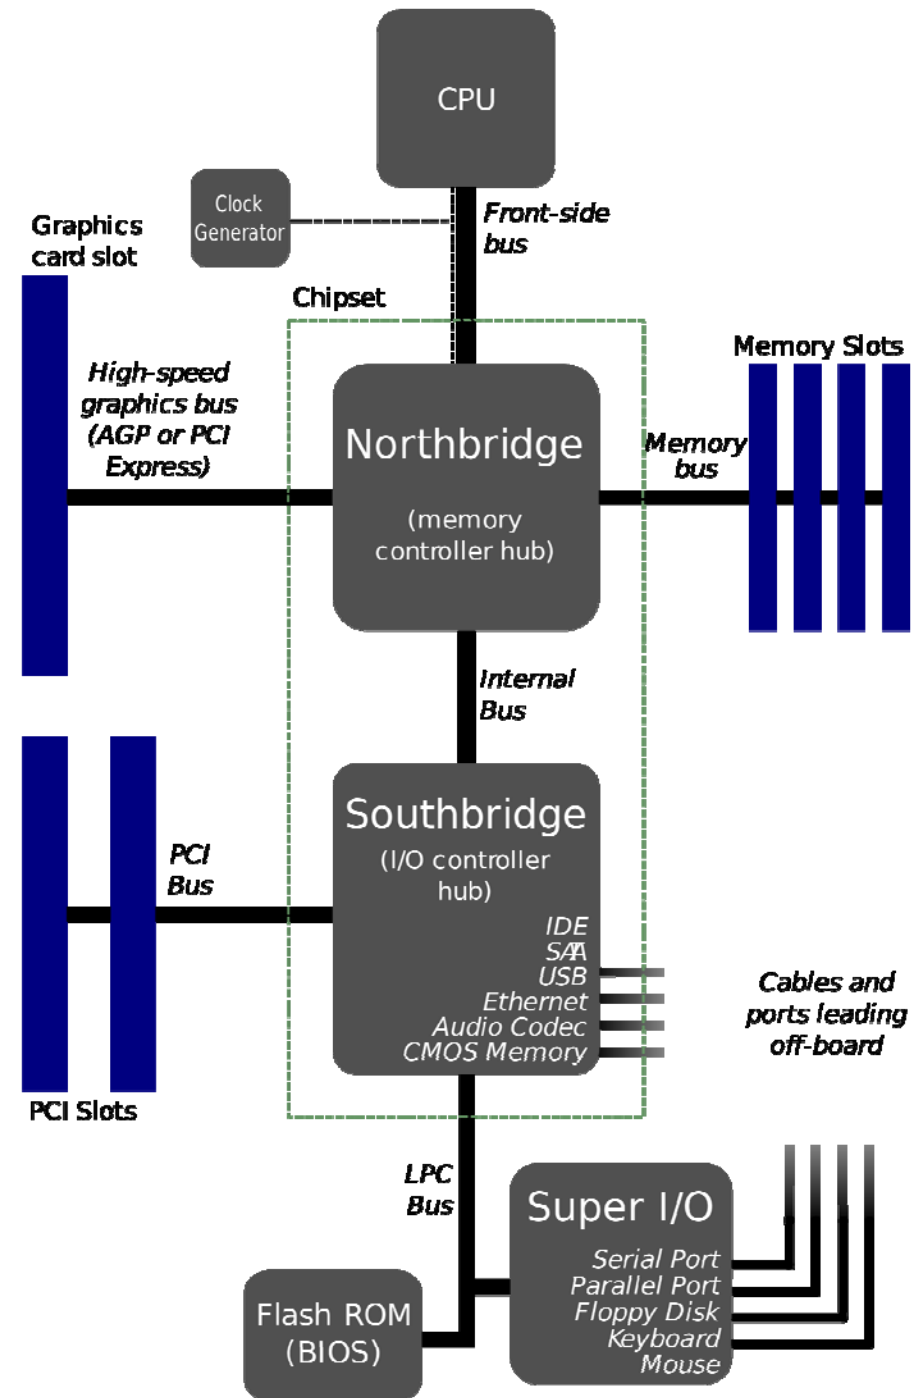 CPU
Clock
Generator
Front-side
bus
Graphics
card slot
Chipset
High-speed
graphics bus
(AGP or PCI
Express)
Northbridge
(memory
controller hub)
Memory Slots
Memory
bus
Internal
Bus
Southbridge
(I/O controller
hub)
PCI
Bus
IDE
SATA
USB
Ethernet
Audio Codec
CMOS Memory
Cables and
ports leading
off-board
PCI Slots
LPC
Bus
Super I/O
Serial Port
Parallel Port
Floppy Disk
Keyboard
Mouse
Flash ROM
(BIOS)